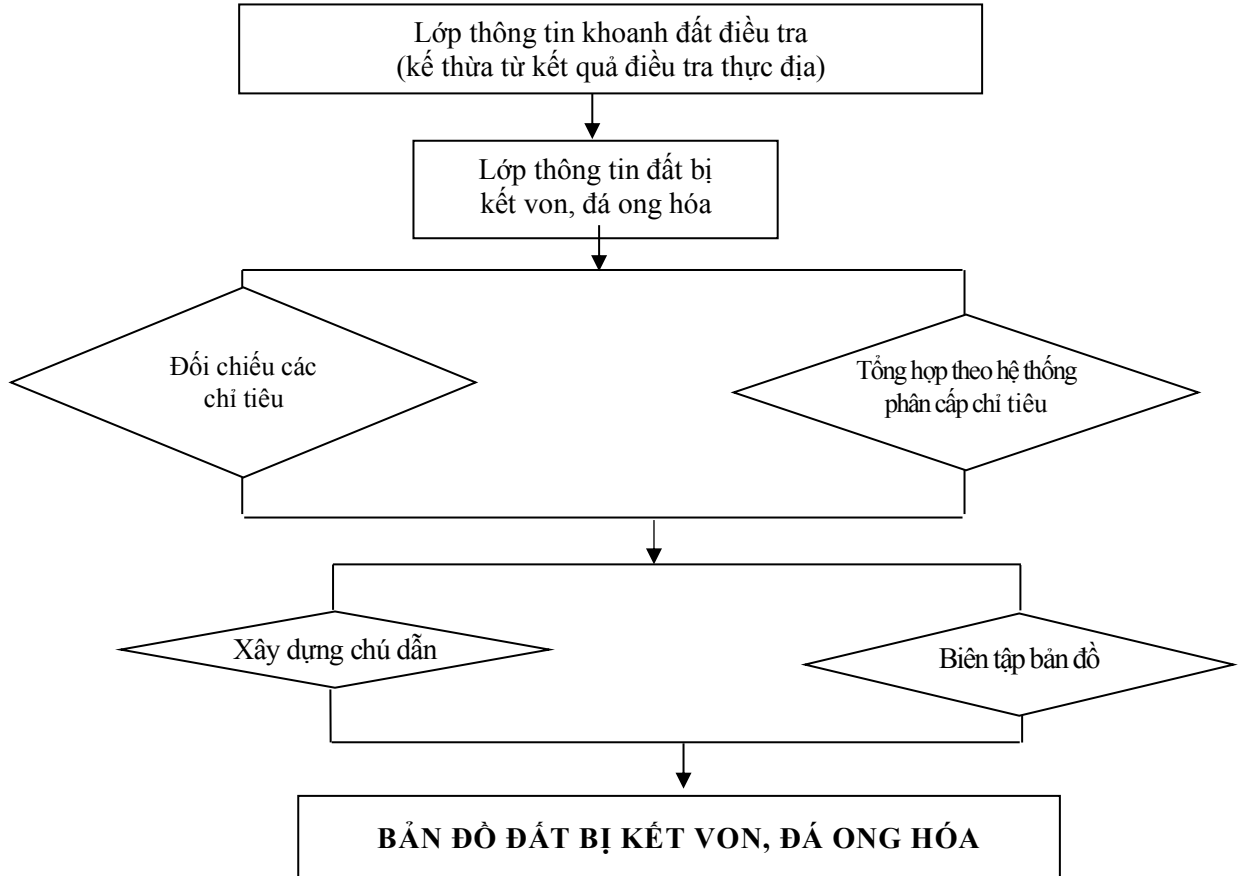 Lớp thông tin khoanh đất điều tra
(kế thừa từ kết quả điều tra thực địa)
Lớp thông tin đất bị
kết von, đá ong hóa
Đối chiếu các
chỉ tiêu
Tổng hợp theo hệ thống
phân cấp chỉ tiêu
Xây dựng chú dẫn
Biên tập bản đồ
BẢN ĐỒ ĐẤT BỊ KẾT VON, ĐÁ ONG HÓA